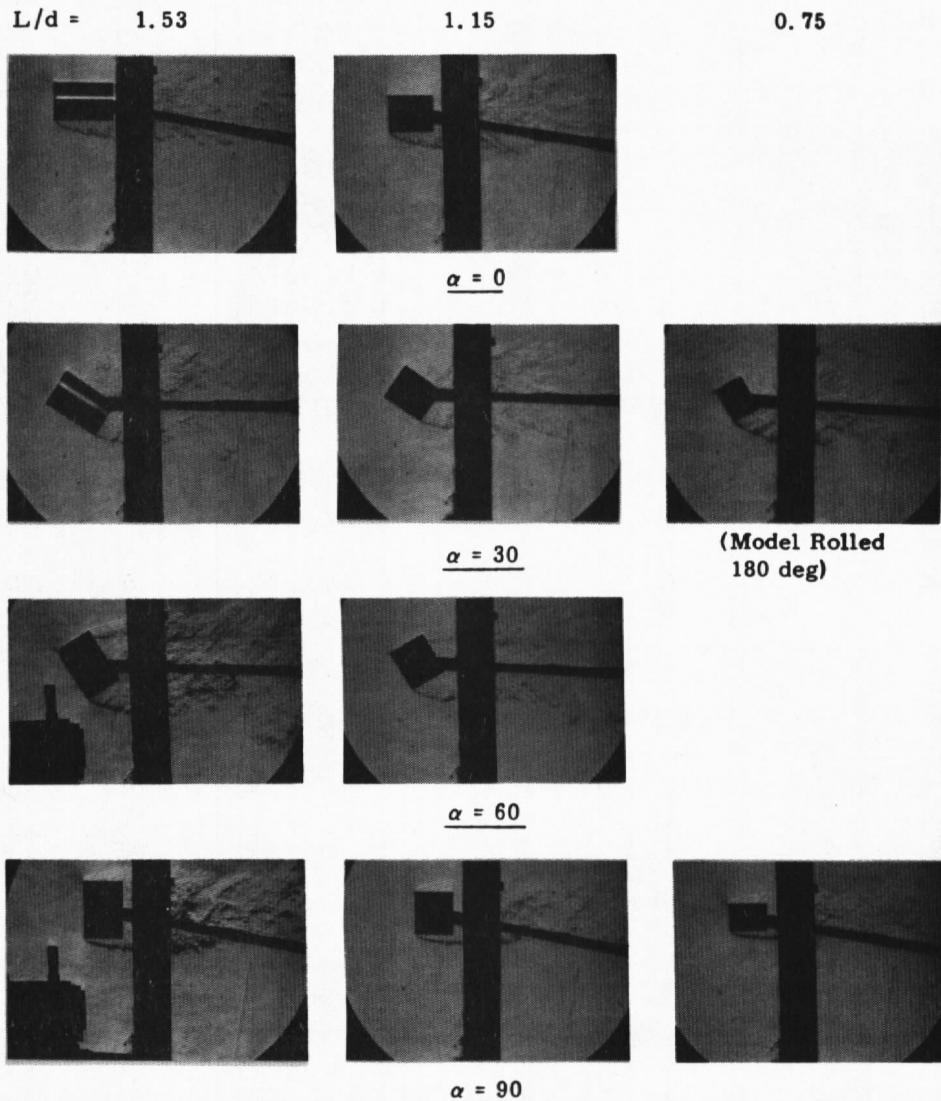 L/d = 1.53 1.15 0.75
α = 0
α = 30
(Model Rolled
180 deg)
α = 60
α = 90